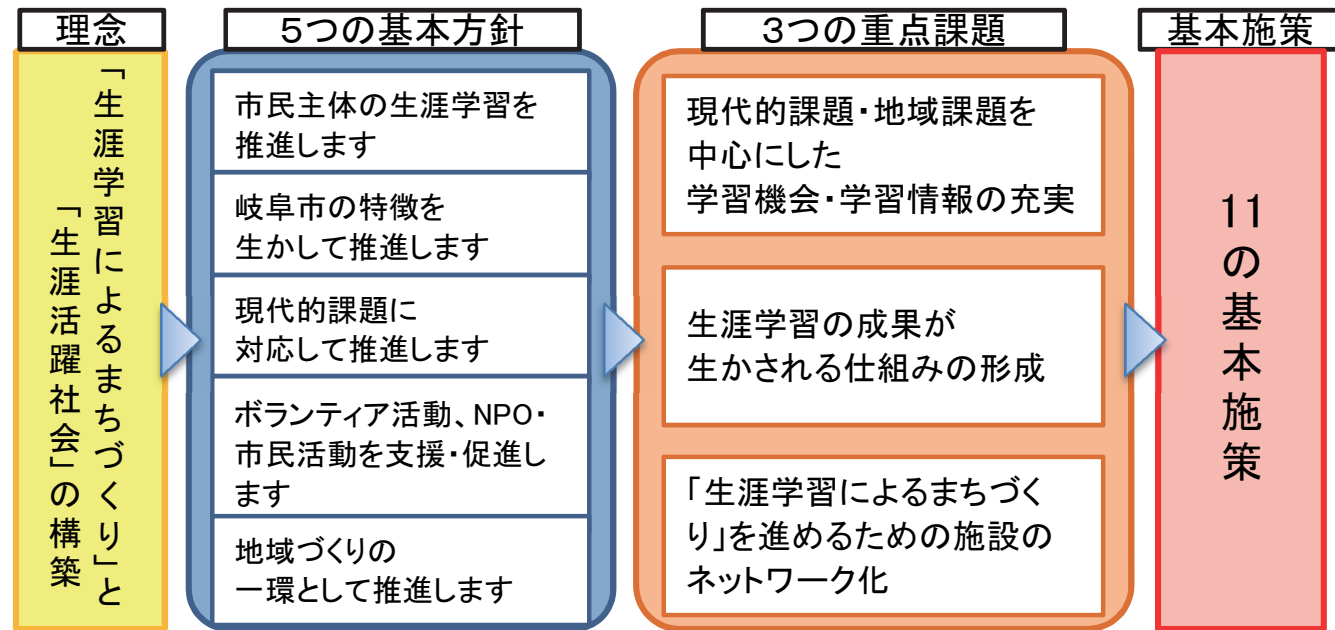 理念
「生涯学習によるまちづくり」と
「生涯活躍社会」の構築
5つの基本方針
市民主体の生涯学習を
推進します
岐阜市の特徴を
生かして推進します
現代的課題に
対応して推進します
ボランティア活動、NPO・
市民活動を支援・促進し
ます
地域づくりの
一環として推進します
3つの重点課題
現代的課題・地域課題を
中心にした
学習機会・学習情報の充実
生涯学習の成果が
生かされる仕組みの形成
「生涯学習によるまちづく
り」を進めるための施設の
ネットワーク化
基本施策
11の基本施策